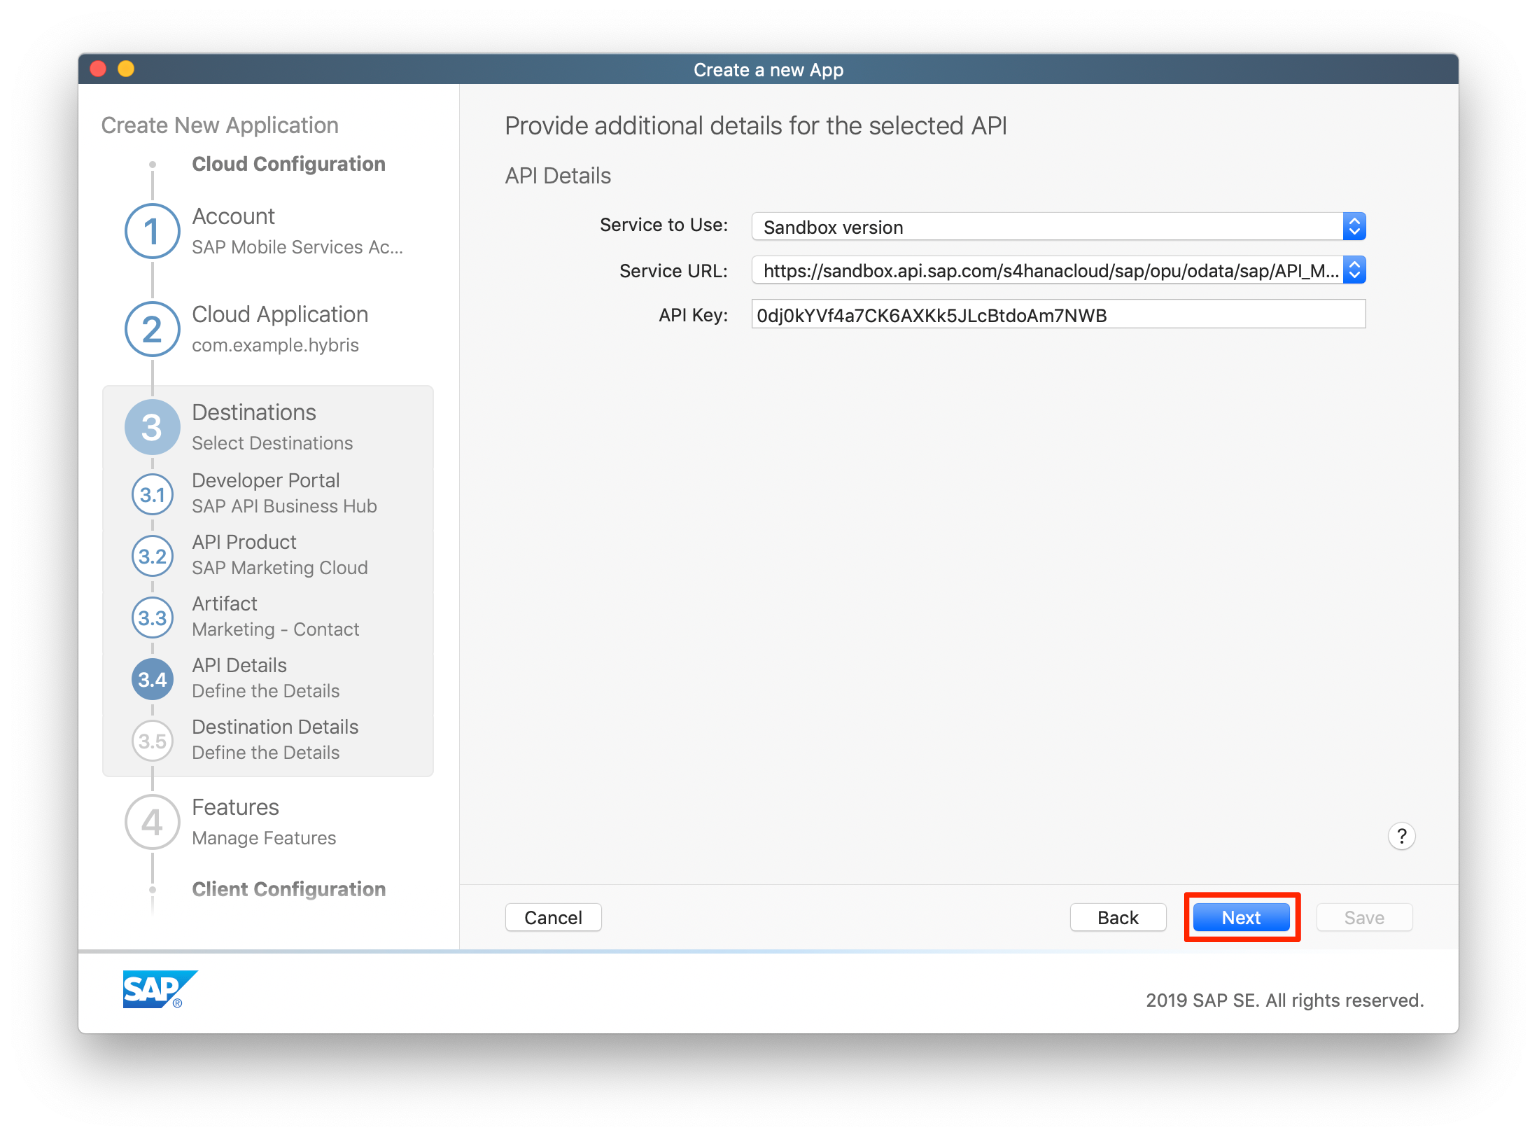 Create a new App
Create New Application
Cloud Configuration
1
Account
SAP Mobile Services Ac...
2
Cloud Application
com.example.hybris
3
Destinations
Select Destinations
3.1
Developer Portal
SAP API Business Hub
3.2
API Product
SAP Marketing Cloud
3.3
Artifact
Marketing - Contact
3.4
API Details
Define the Details
3.5
Destination Details
Define the Details
4
Features
Manage Features
Client Configuration
Provide additional details for the selected API
API Details
Service to Use: Sandbox version
Service URL: https://sandbox.api.sap.com/s4hanacloud/sap/opu/odata/sap/API_M...
API Key: 0dj0kYVf4a7CK6AXKk5JLcBtdoAm7NWB
?
Cancel Back Next Save
SAP®
2019 SAP SE. All rights reserved.